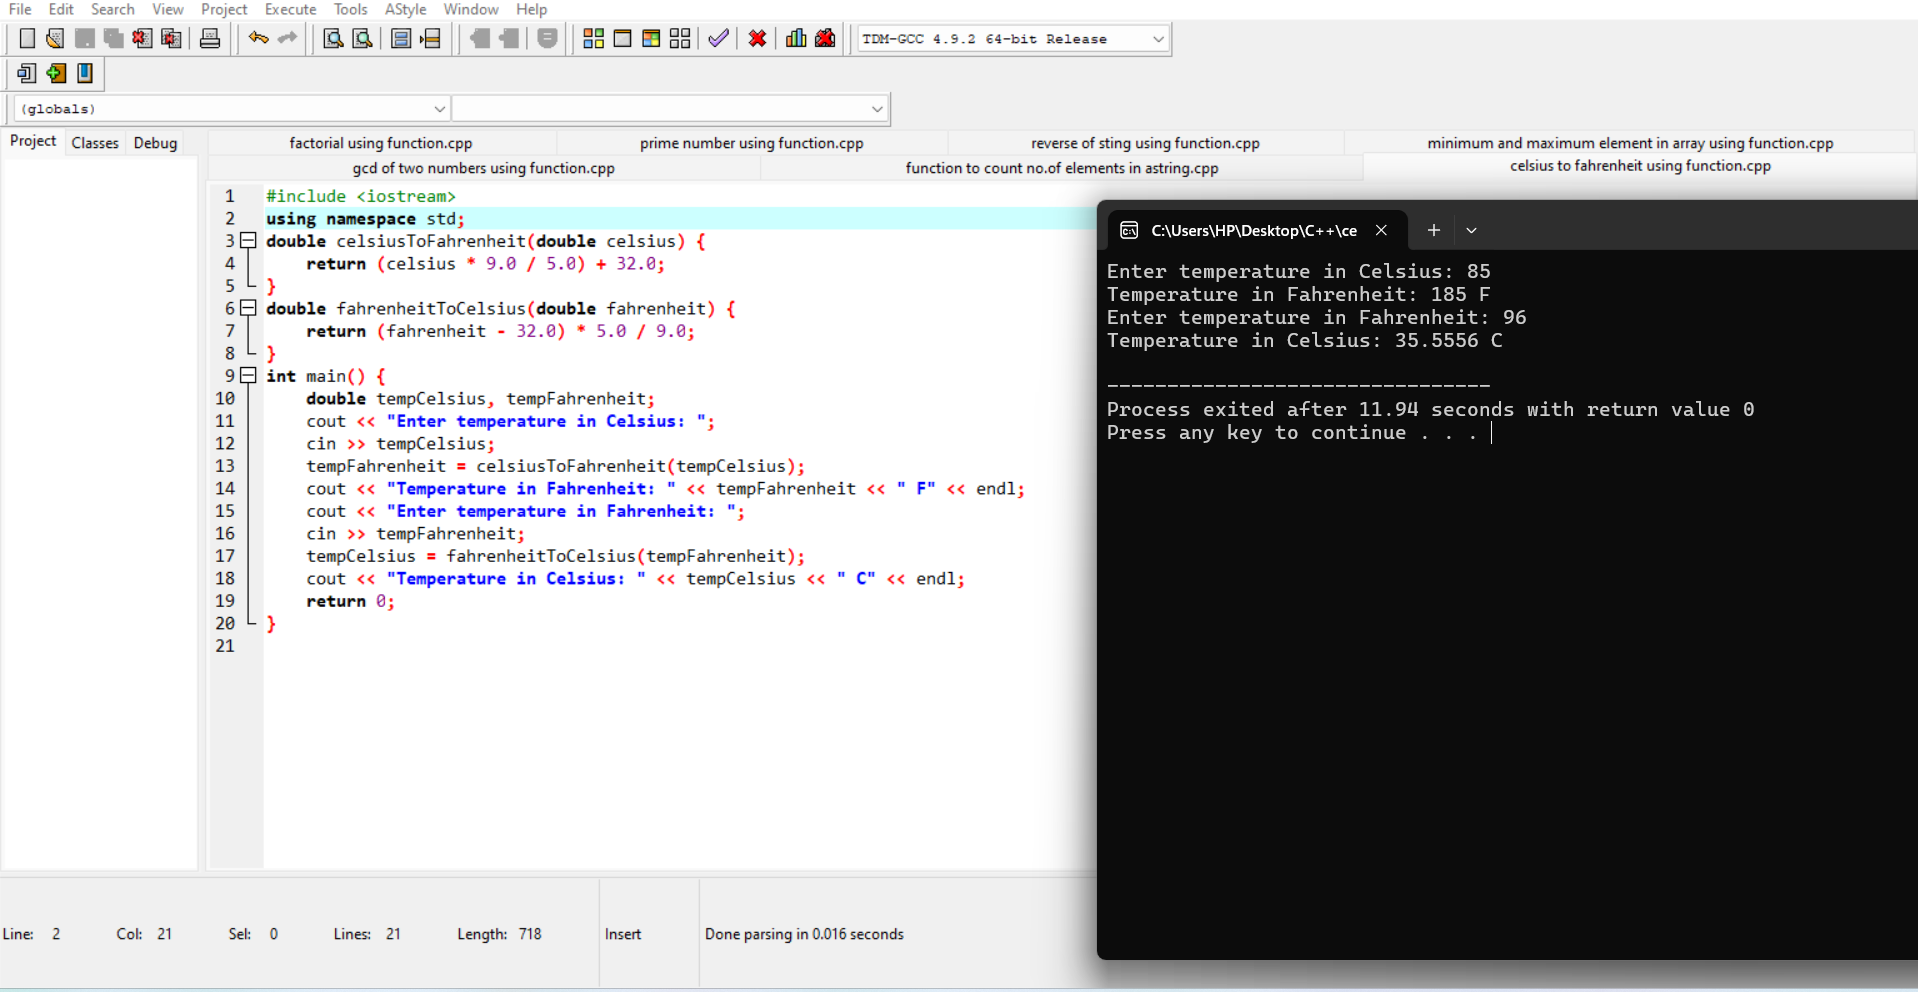 File Edit Search View Project Execute Tools AStyle Window Help
TDM-GCC 4.9.2 64-bit Release
(globals)
Project Classes Debug
factorial using function.cpp prime number using function.cpp reverse of sting using function.cpp minimum and maximum element in array using function.cpp
gcd of two numbers using function.cpp function to count no.of elements in astring.cpp celsius to fahrenheit using function.cpp
1 #include <iostream>
2 using namespace std;
3 double celsiusToFahrenheit(double celsius) {
4 return (celsius * 9.0 / 5.0) + 32.0;
5 }
6 double fahrenheitToCelsius(double fahrenheit) {
7 return (fahrenheit - 32.0) * 5.0 / 9.0;
8 }
9 int main() {
10 double tempCelsius, tempFahrenheit;
11 cout << "Enter temperature in Celsius: ";
12 cin >> tempCelsius;
13 tempFahrenheit = celsiusToFahrenheit(tempCelsius);
14 cout << "Temperature in Fahrenheit: " << tempFahrenheit << " F" << endl;
15 cout << "Enter temperature in Fahrenheit: ";
16 cin >> tempFahrenheit;
17 tempCelsius = fahrenheitToCelsius(tempFahrenheit);
18 cout << "Temperature in Celsius: " << tempCelsius << " C" << endl;
19 return 0;
20 }
21
C:\Users\HP\Desktop\C++\ce
Enter temperature in Celsius: 85
Temperature in Fahrenheit: 185 F
Enter temperature in Fahrenheit: 96
Temperature in Celsius: 35.5556 C
--------------------------------
Process exited after 11.94 seconds with return value 0
Press any key to continue . . .
Line: 2 Col: 21 Sel: 0 Lines: 21 Length: 718 Insert Done parsing in 0.016 seconds